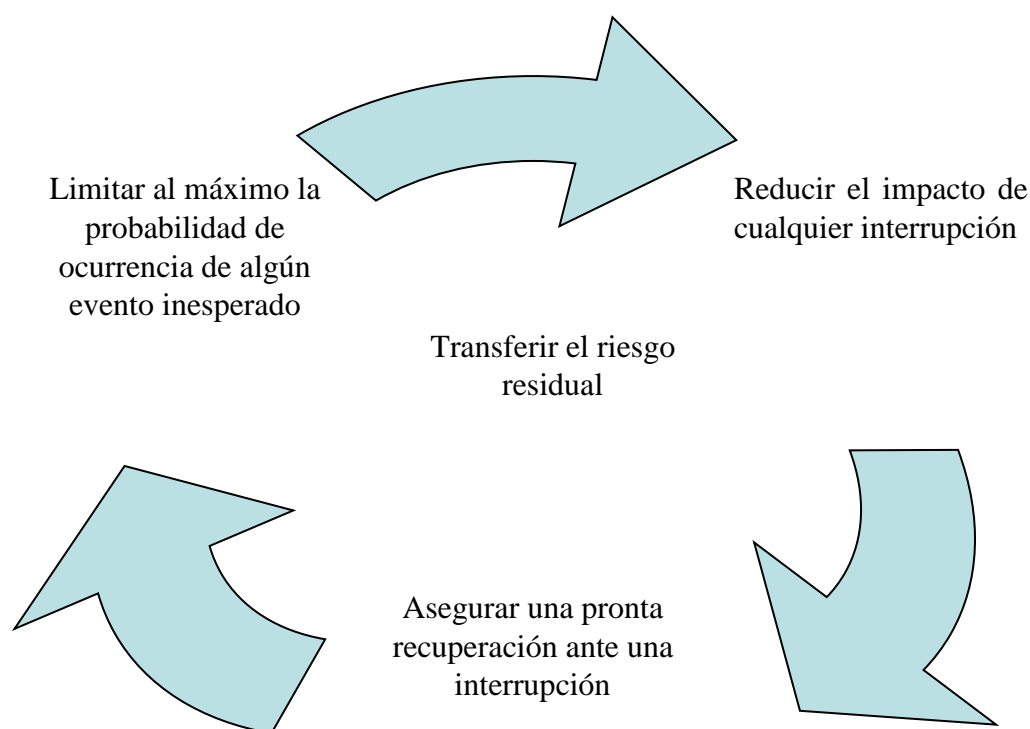 Limitar al máximo la
probabilidad de
ocurrencia de algún
evento inesperado
Reducir el impacto de
cualquier interrupción
Transferir el riesgo
residual
Asegurar una pronta
recuperación ante una
interrupción